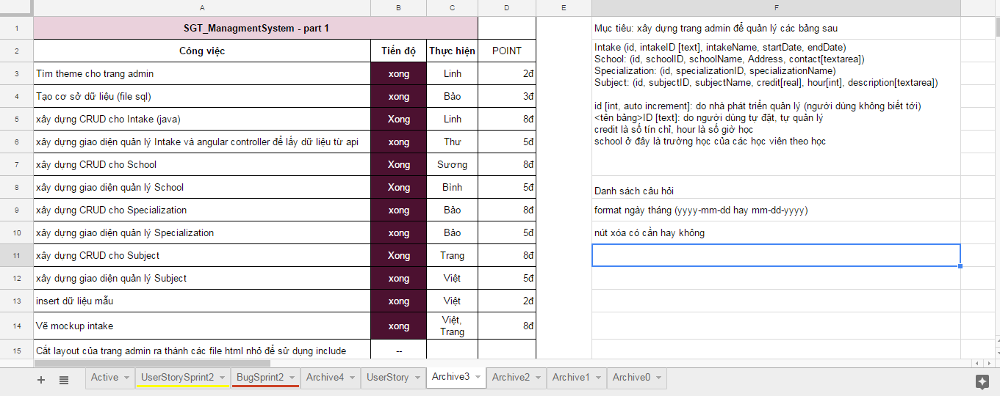 A B C D E F
1 SGT_ManagmentSystem - part 1 Mục tiêu: xây dựng trang admin để quản lý các bảng sau
2 Công việc Tiến độ Thực hiện POINT
Intake (id, intakeID [text], intakeName, startDate, endDate)
School: (id, schoolID, schoolName, Address, contact[textarea])
Specialization: (id, specializationID, specializationName)
Subject: (id, subjectID, subjectName, credit[real], hour[int], description[textarea])
id [int, auto increment]: do nhà phát triển quản lý (người dùng không biết tới)
<tên bảng>ID [text]: do người dùng tự đặt, tự quản lý
credit là số tín chỉ, hour là số giờ học
school ở đây là trường học của các học viên theo học
3 Tìm theme cho trang admin xong Linh 2đ
4 Tạo cơ sở dữ liệu (file sql) xong Bảo 3đ
5 xây dựng CRUD cho Intake (java) Xong Linh 8đ
6 xây dựng giao diện quản lý Intake và angular controller để lấy dữ liệu từ api xong Thư 5đ
7 xây dựng CRUD cho School Xong Sương 8đ
8 xây dựng giao diện quản lý School Xong Bình 5đ Danh sách câu hỏi
9 xây dựng CRUD cho Specialization xong Bảo 8đ format ngày tháng (yyyy-mm-dd hay mm-dd-yyyy)
10 xây dựng giao diện quản lý Specialization xong Bảo 5đ nút xóa có cần hay không
11 xây dựng CRUD cho Subject Xong Trang 8đ
12 xây dựng giao diện quản lý Subject xong Việt 5đ
13 insert dữ liệu mẫu xong Việt 2đ
14 Vẽ mockup intake xong Việt, Trang 8đ
15 Cắt layout của trang admin ra thành các file html nhỏ để sử dụng include --
Active UserStorySprint2 BugSprint2 Archive4 UserStory Archive3 Archive2 Archive1 Archive0